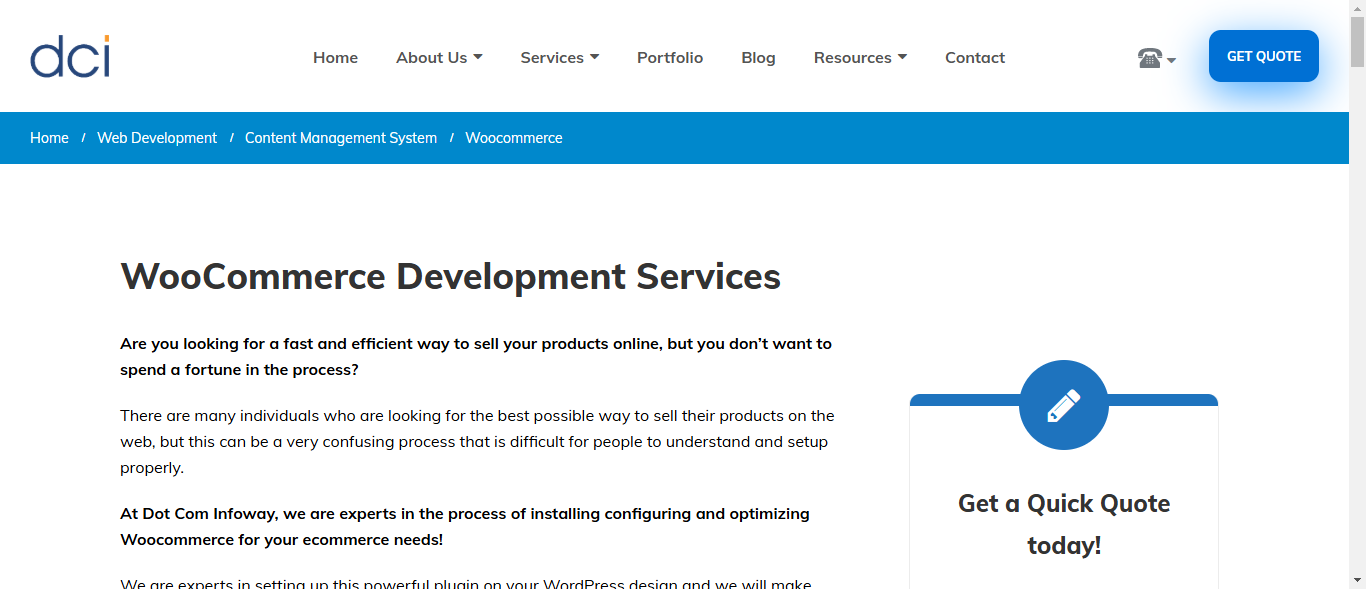 dci
Home About Us Services Portfolio Blog Resources Contact GET QUOTE
Home / Web Development / Content Management System / Woocommerce
WooCommerce Development Services
Are you looking for a fast and efficient way to sell your products online, but you don’t want to
spend a fortune in the process?
There are many individuals who are looking for the best possible way to sell their products on the
web, but this can be a very confusing process that is difficult for people to understand and setup
properly.
At Dot Com Infoway, we are experts in the process of installing configuring and optimizing
Woocommerce for your ecommerce needs!
We are experts in setting up this powerful plugin on your WordPress design and we will make
Get a Quick Quote
today!